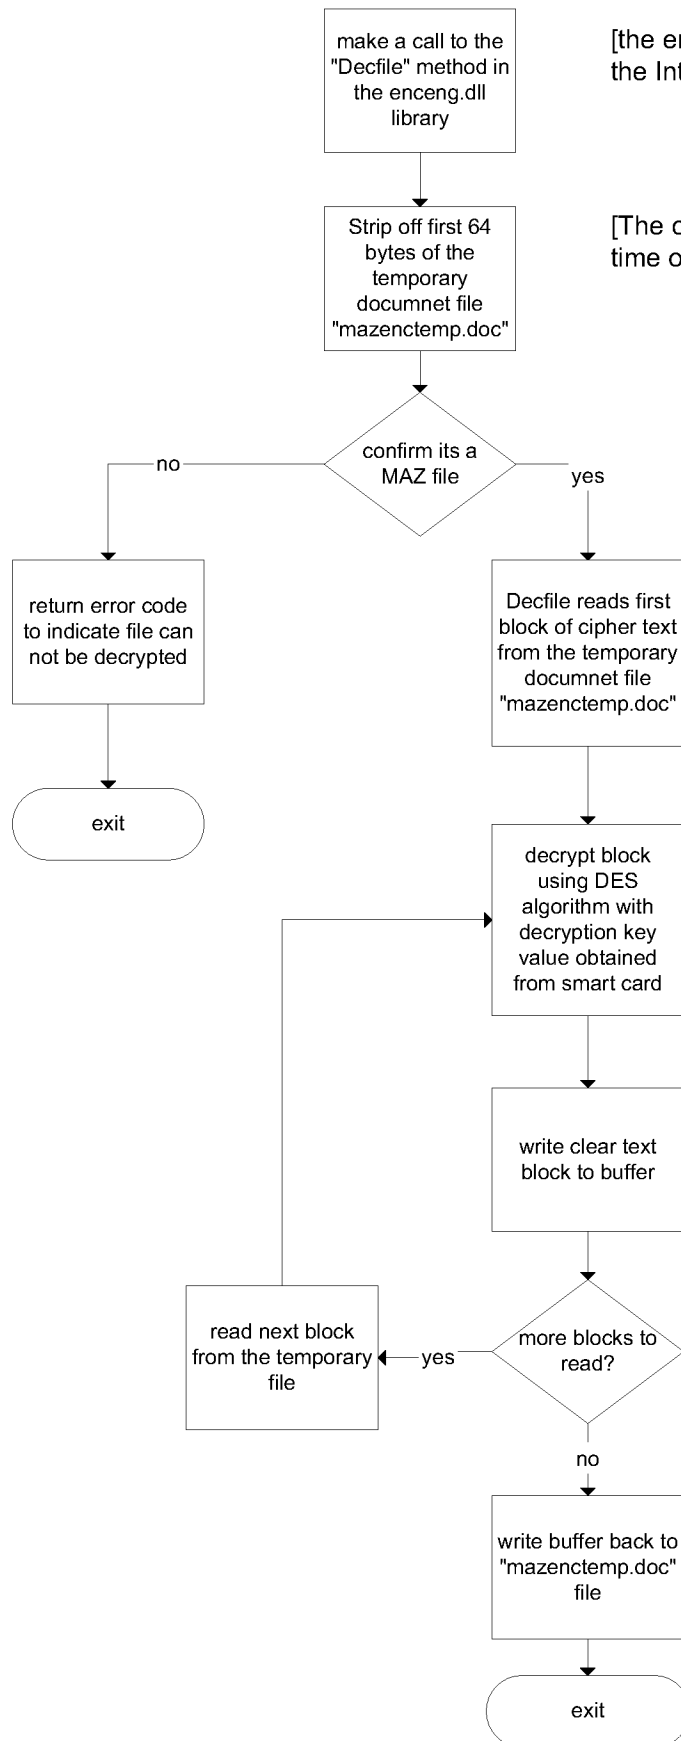 make a call to the
"Decfile" method in
the enceng.dll
library
[the
the
Strip off first 64
bytes of the
temporary
documnet file
"mazenctemp.doc"
[The
time
confirm its a
MAZ file
no
yes
return error code
to indicate file can
not be decrypted
Decfile reads first
block of cipher text
from the temporary
documnet file
"mazenctemp.doc"
exit
decrypt block
using DES
algorithm with
decryption key
value obtained
from smart card
write clear text
block to buffer
read next block
from the temporary
file
yes
more blocks to
read?
no
write buffer back to
"mazenctemp.doc"
file
exit